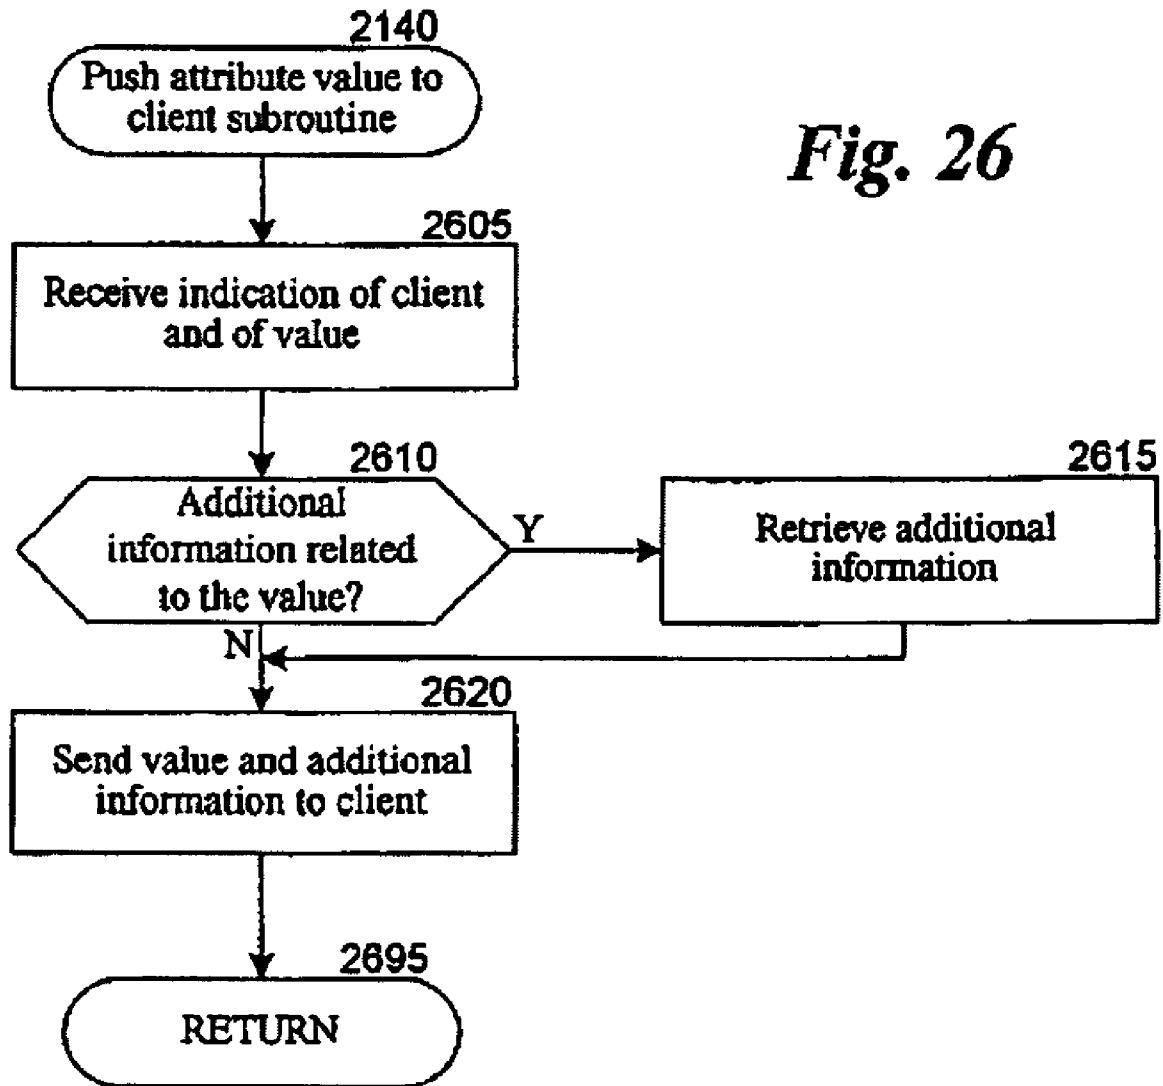 2140
Push attribute value to
client subroutine
Fig. 26
2605
Receive indication of client
and of value
2610
Additional
information related
to the value?
Y
N
2615
Retrieve additional
information
2620
Send value and additional
information to client
2695
RETURN